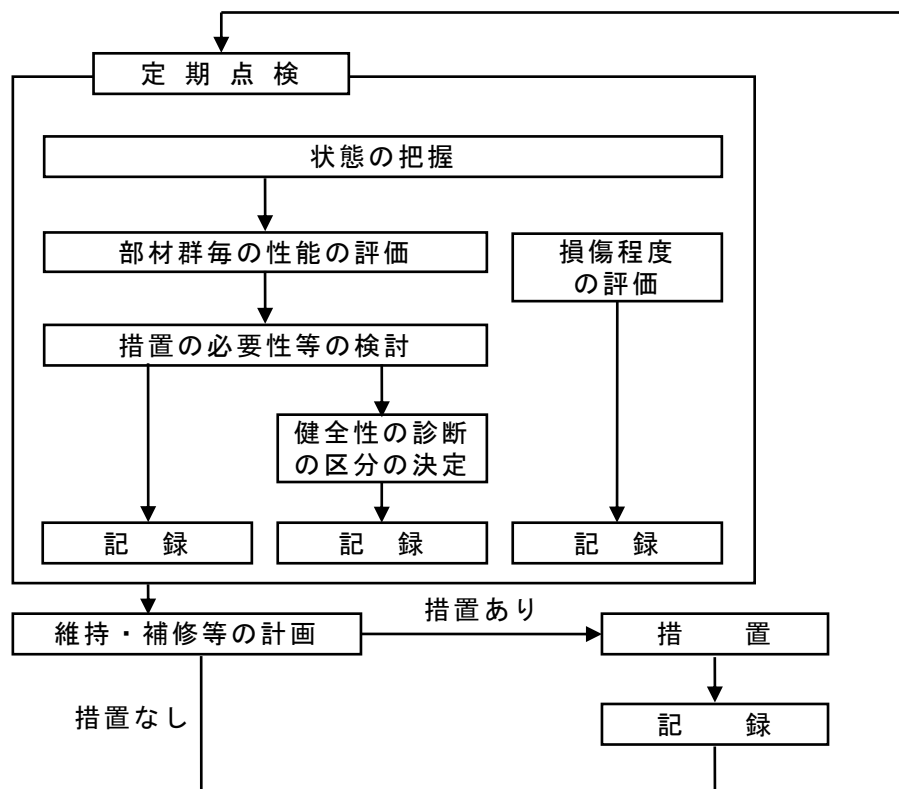 定期点検
状態の把握
部材群毎の性能の評価
損傷程度
の評価
措置の必要性等の検討
健全性の診断
の区分の決定
記録
記録
記録
維持・補修等の計画
措置あり
措置
措置なし
記録